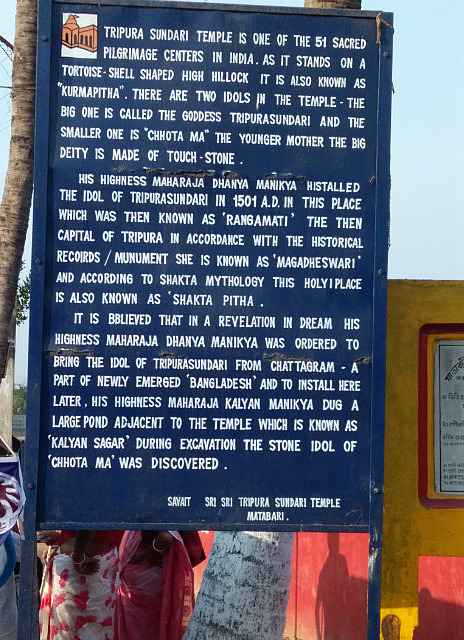 TRIPURA SUNDARI TEMPLE IS ONE OF THE 51 SACRED
PILGRIMAGE CENTERS IN INDIA. AS IT STANDS ON A
TORTOISE-SHELL SHAPED HIGH HILLOCK IT IS ALSO KNOWN AS
"KURMAPITHA". THERE ARE TWO IDOLS IN THE TEMPLE - THE
BIG ONE IS CALLED THE GODDESS TRIPURASUNDARI AND THE
SMALLER ONE IS "CHHOTA MA" THE YOUNGER MOTHER THE BIG
DEITY IS MADE OF TOUCH-STONE.
HIS HIGHNESS MAHARAJA DHANYA MANIKYA HISTALLED
THE IDOL OF TRIPURASUNDARI IN 1501 A.D. IN THIS PLACE
WHICH WAS THEN KNOWN AS 'RANGAMATI' THE THEN
CAPITAL OF TRIPURA IN ACCORDANCE WITH THE HISTORICAL
RECORDS / MUNUMENT SHE IS KNOWN AS 'MAGADHESWARI'
AND ACCORDING TO SHAKTA MYTHOLOGY THIS HOLYIPLACE
IS ALSO KNOWN AS 'SHAKTA PITHA.
IT IS BBLIEVED THAT IN A REVELATION IN DREAM HIS
HIGHNESS MAHARAJA DHANYA MANIKYA WAS ORDERED TO
BRING THE IDOL OF TRIPURASUNDARI FROM CHATTAGRAM - A
PART OF NEWLY EMERGED 'BANGLADESH' AND TO INSTALL HERE
LATER, HIS HIGHNESS MAHARAJA KALYAN MANIKYA DUG A
LARGE POND ADJACENT TO THE TEMPLE WHICH IS KNOWN AS
'KALYAN SAGAR' DURING EXCAVATION THE STONE IDOL OF
'CHHOTA MA' WAS DISCOVERED.
SAVAIT SRI SRI TRIPURA SUNDARI TEMPLE
MATABARI.